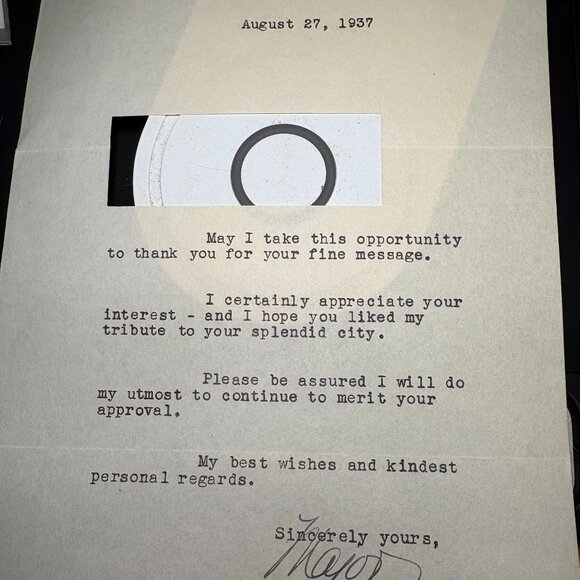 August 27, 1937
May I take this opportunity
to thank you for your fine message.
I certainly appreciate your
interest - and I hope you liked my
tribute to your splendid city.
Please be assured I will do
my utmost to continue to merit your
approval.
My best wishes and kindest
personal regards.
Sincerely yours,
Major